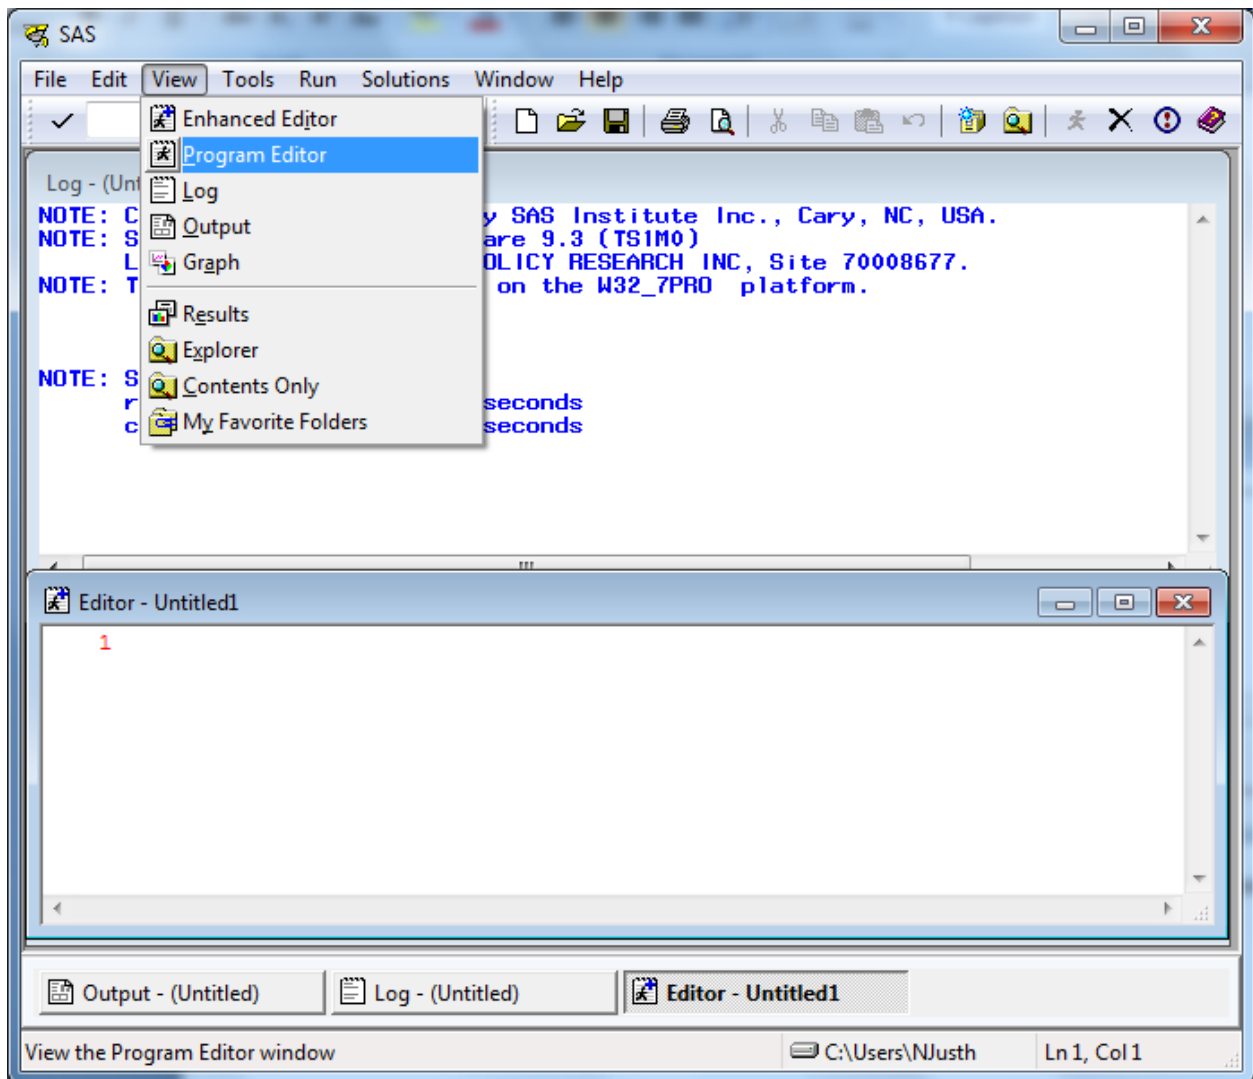 SAS
File Edit View Tools Run Solutions Window Help
Enhanced Editor
Program Editor
Log
Output
Graph
Results
Explorer
Contents Only
My Favorite Folders
Log - (Unt
NOTE: C y SAS Institute Inc., Cary, NC, USA.
NOTE: S are 9.3 (TS1M0)
L OLICY RESEARCH INC, Site 70008677.
NOTE: T on the W32_7PRO platform.
NOTE: S
r seconds
c seconds
Editor - Untitled1
1
Output - (Untitled) Log - (Untitled) Editor - Untitled1
View the Program Editor window C:\Users\NJusth Ln 1, Col 1